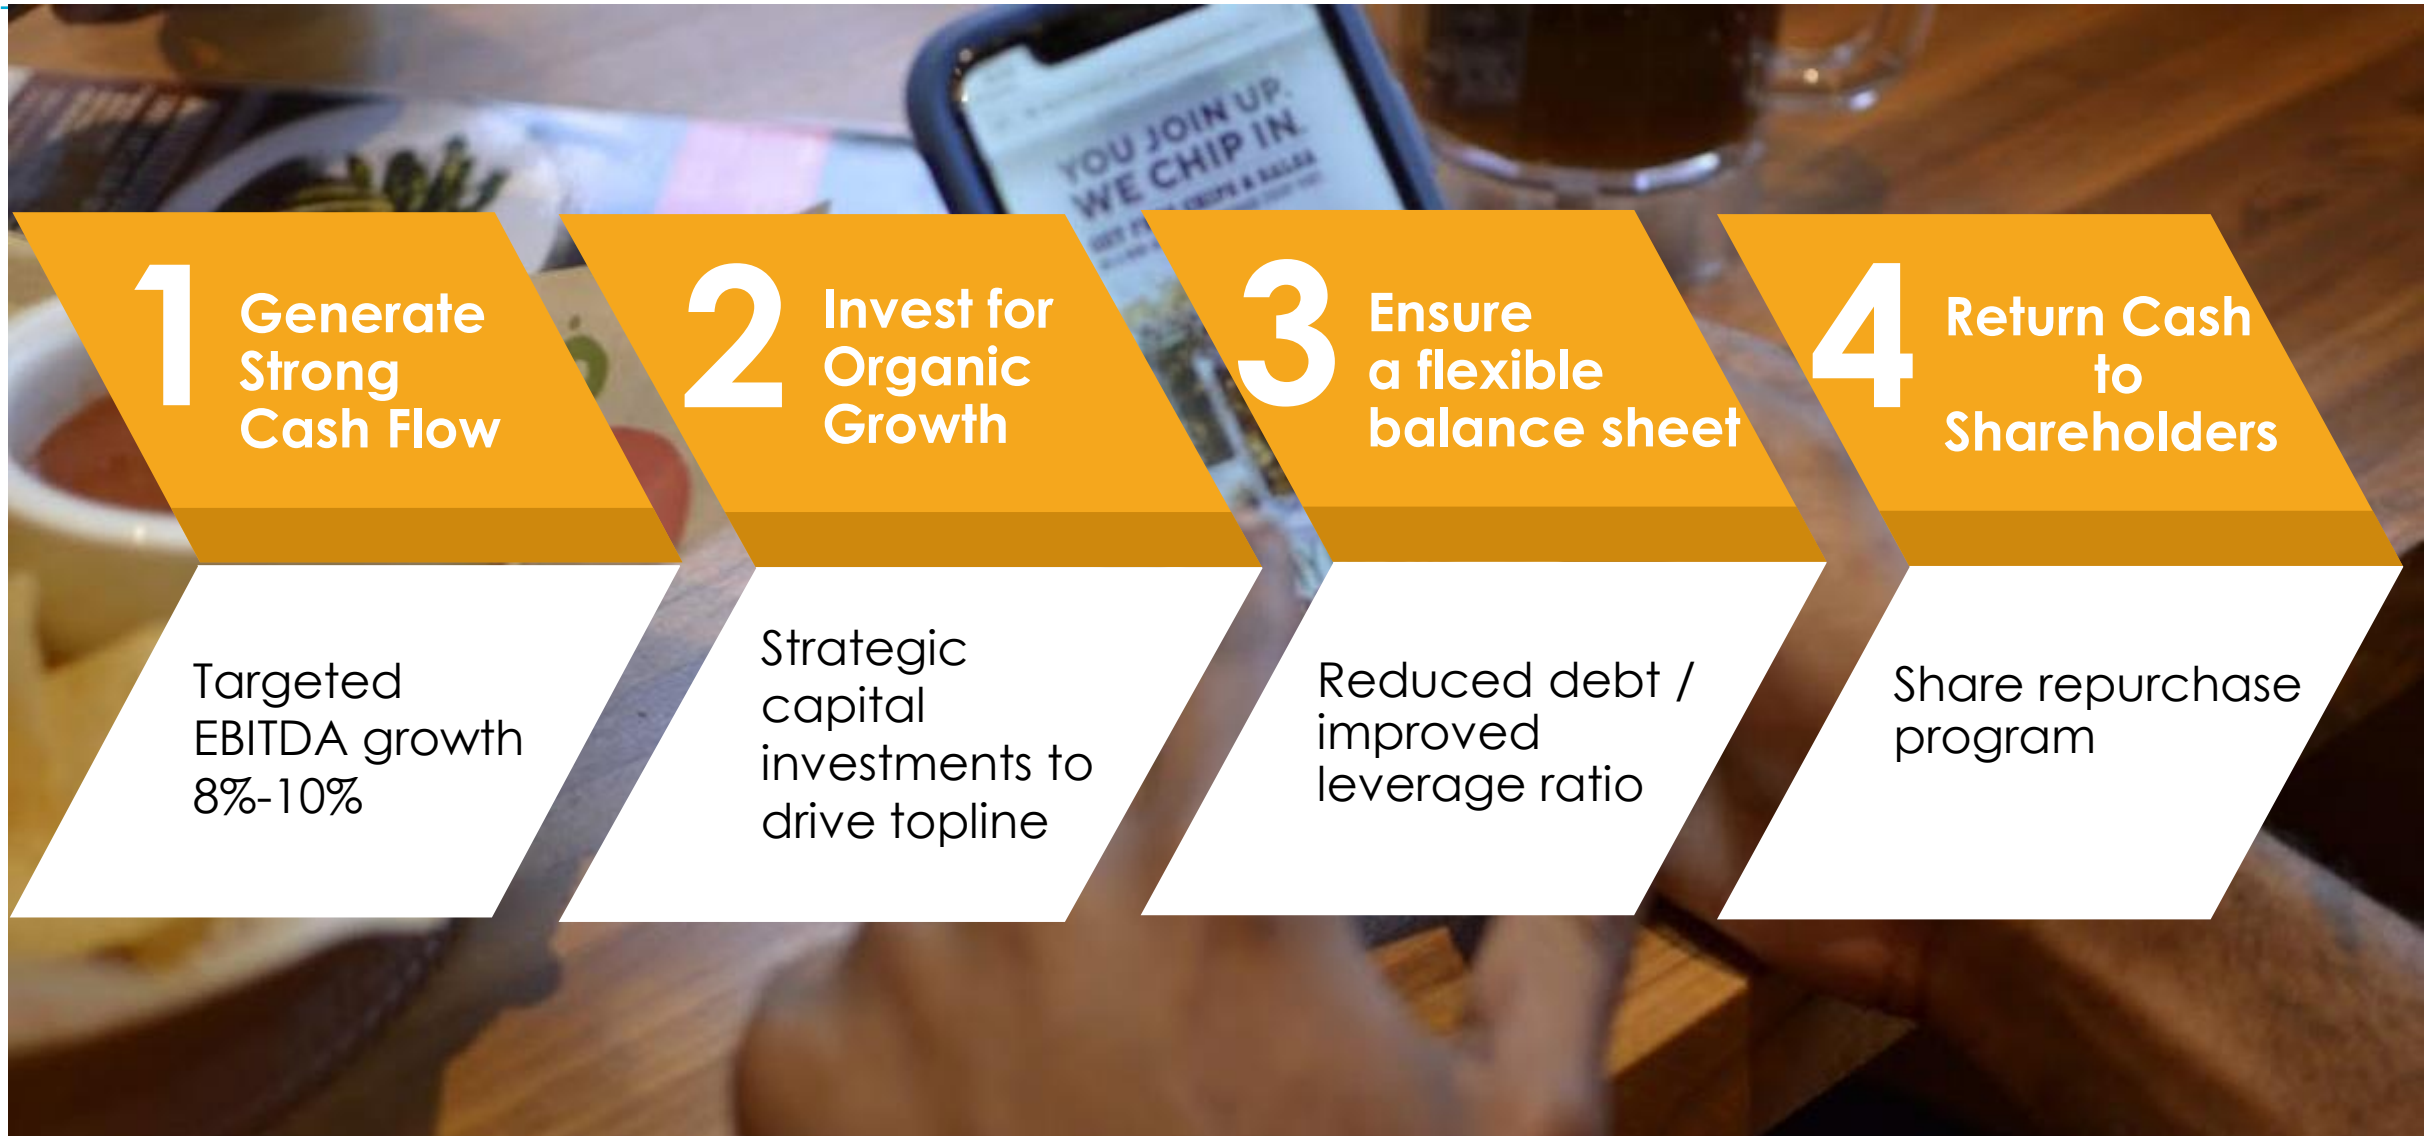 YOU JOIN UP.
WE CHIP IN.
1
Generate
Strong
Cash Flow
2
Invest for
Organic
Growth
3
Ensure
a flexible
balance sheet
4
Return Cash
to
Shareholders
Targeted
EBITDA growth
8%-10%
Strategic
capital
investments to
drive topline
Reduced debt /
improved
leverage ratio
Share repurchase
program